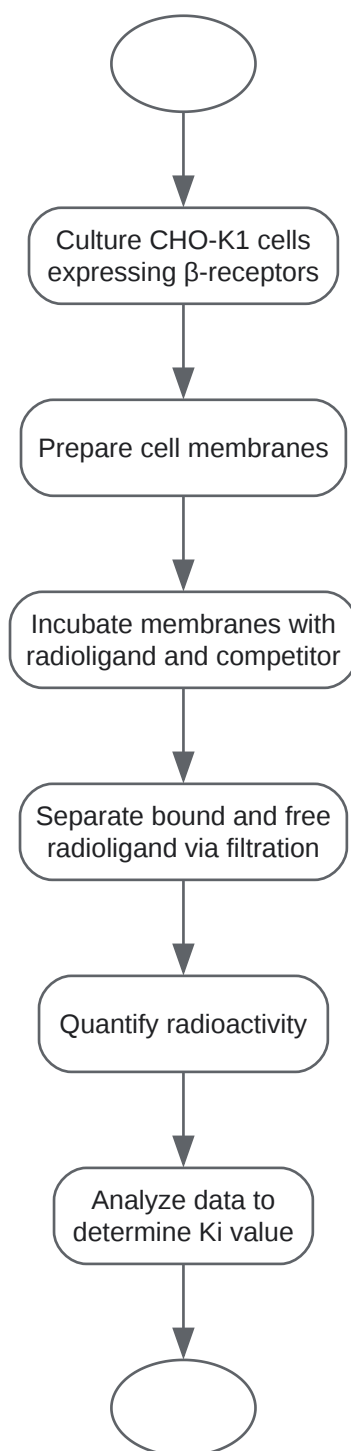 Culture CHO-K1 cells
expressing β-receptors
Prepare cell membranes
Incubate membranes with
radioligand and competitor
Separate bound and free
radioligand via filtration
Quantify radioactivity
Analyze data to
determine Ki value